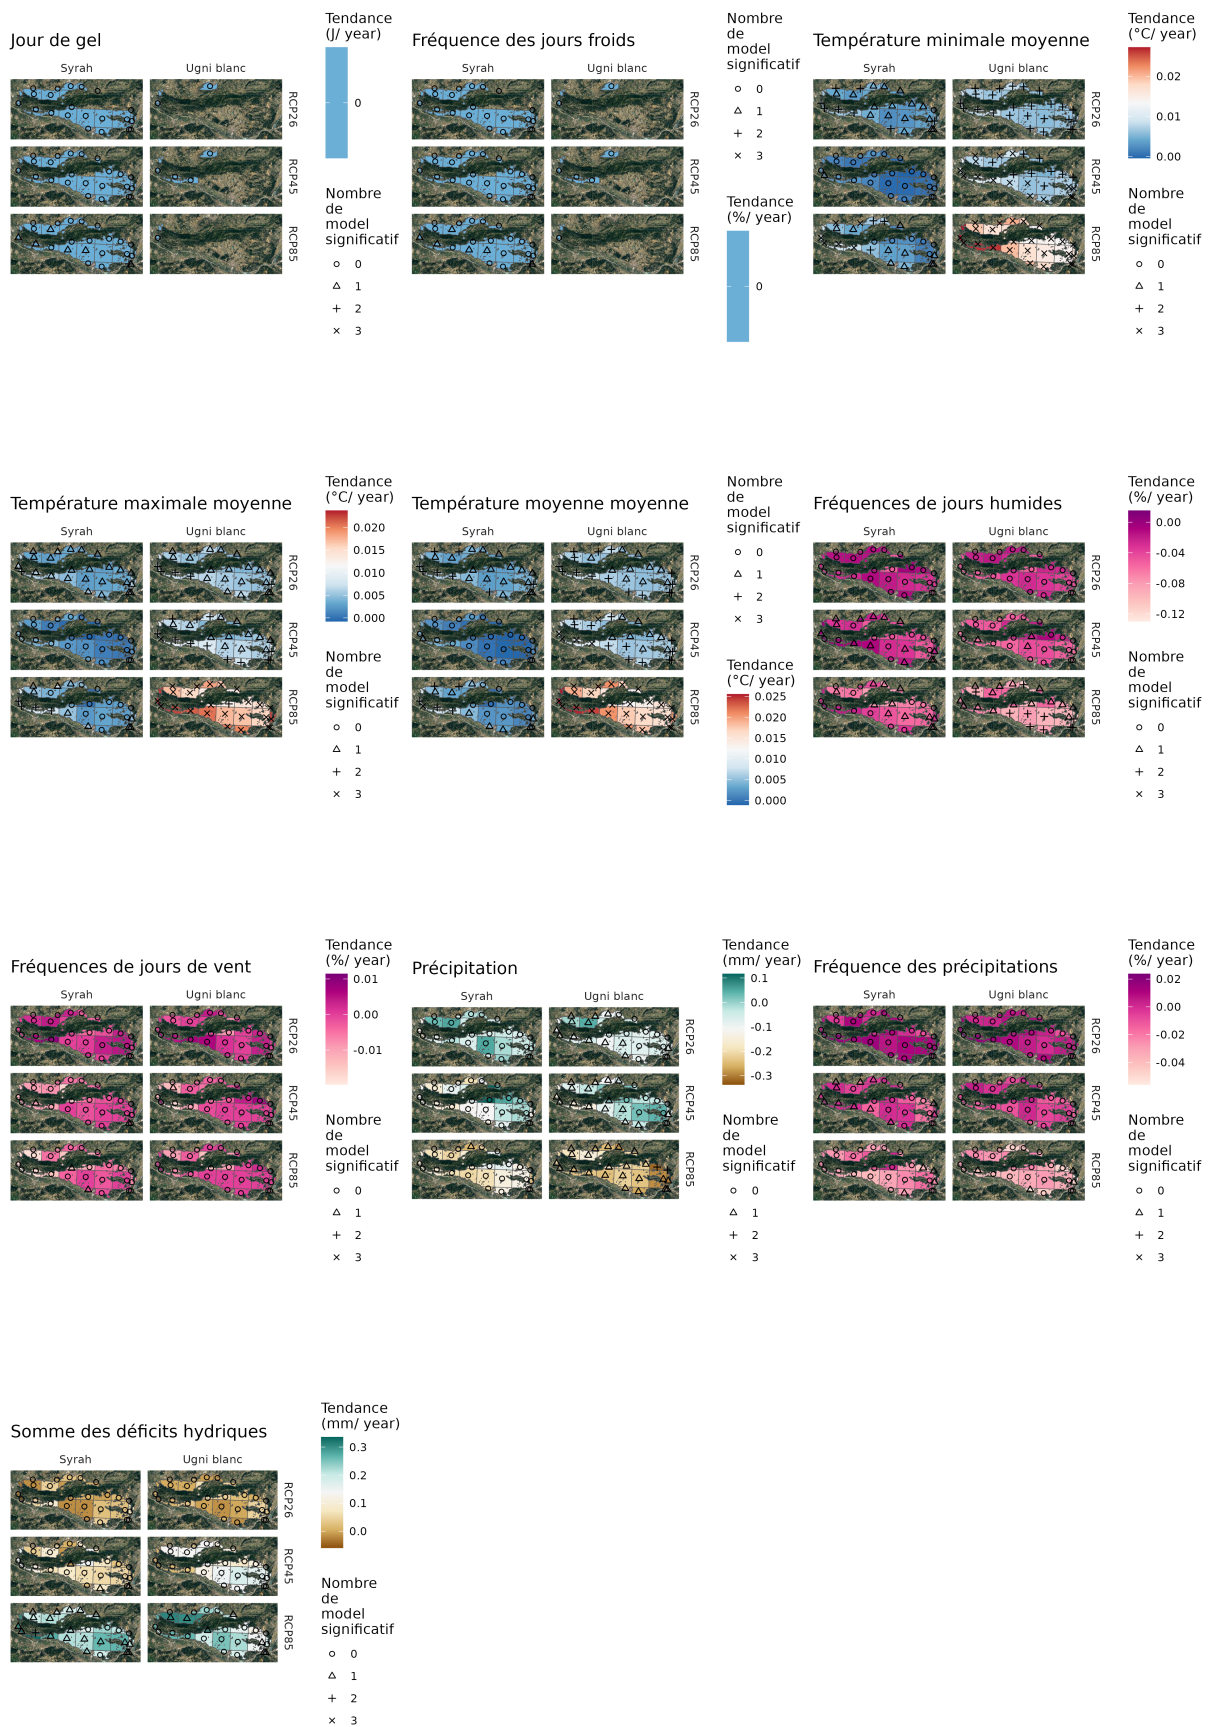 Jour de gel
Syrah
Ugni blanc
RCP26
RCP45
RCP85
Tendance
(J/ year)
0
Nombre
de
model
significatif
0
1
2
3
Fréquence des jours froids
Syrah
Ugni blanc
RCP26
RCP45
RCP85
Nombre
de
model
significatif
0
1
2
3
Tendance
(%/ year)
0
Température minimale moyenne
Syrah
Ugni blanc
RCP26
RCP45
RCP85
Tendance
(°C/ year)
0.02
0.01
0.00
Nombre
de
model
significatif
0
1
2
3
Température maximale moyenne
Syrah
Ugni blanc
RCP26
RCP45
RCP85
Tendance
(°C/ year)
0.020
0.015
0.010
0.005
0.000
Nombre
de
model
significatif
0
1
2
3
Température moyenne moyenne
Syrah
Ugni blanc
RCP26
RCP45
RCP85
Nombre
de
model
significatif
0
1
2
3
Tendance
(°C/ year)
0.025
0.020
0.015
0.010
0.005
0.000
Fréquences de jours humides
Syrah
Ugni blanc
RCP26
RCP45
RCP85
Tendance
(%/ year)
0.00
-0.04
-0.08
-0.12
Nombre
de
model
significatif
0
1
2
3
Fréquences de jours de vent
Syrah
Ugni blanc
RCP26
RCP45
RCP85
Tendance
(%/ year)
0.01
0.00
-0.01
Nombre
de
model
significatif
0
1
2
3
Précipitation
Syrah
Ugni blanc
RCP26
RCP45
RCP85
Tendance
(mm/ year)
0.1
0.0
-0.1
-0.2
-0.3
Nombre
de
model
significatif
0
1
2
3
Fréquence des précipitations
Syrah
Ugni blanc
RCP26
RCP45
RCP85
Tendance
(%/ year)
0.02
0.00
-0.02
-0.04
Nombre
de
model
significatif
0
1
2
3
Somme des déficits hydriques
Syrah
Ugni blanc
RCP26
RCP45
RCP85
Tendance
(mm/ year)
0.3
0.2
0.1
0.0
Nombre
de
model
significatif
0
1
2
3